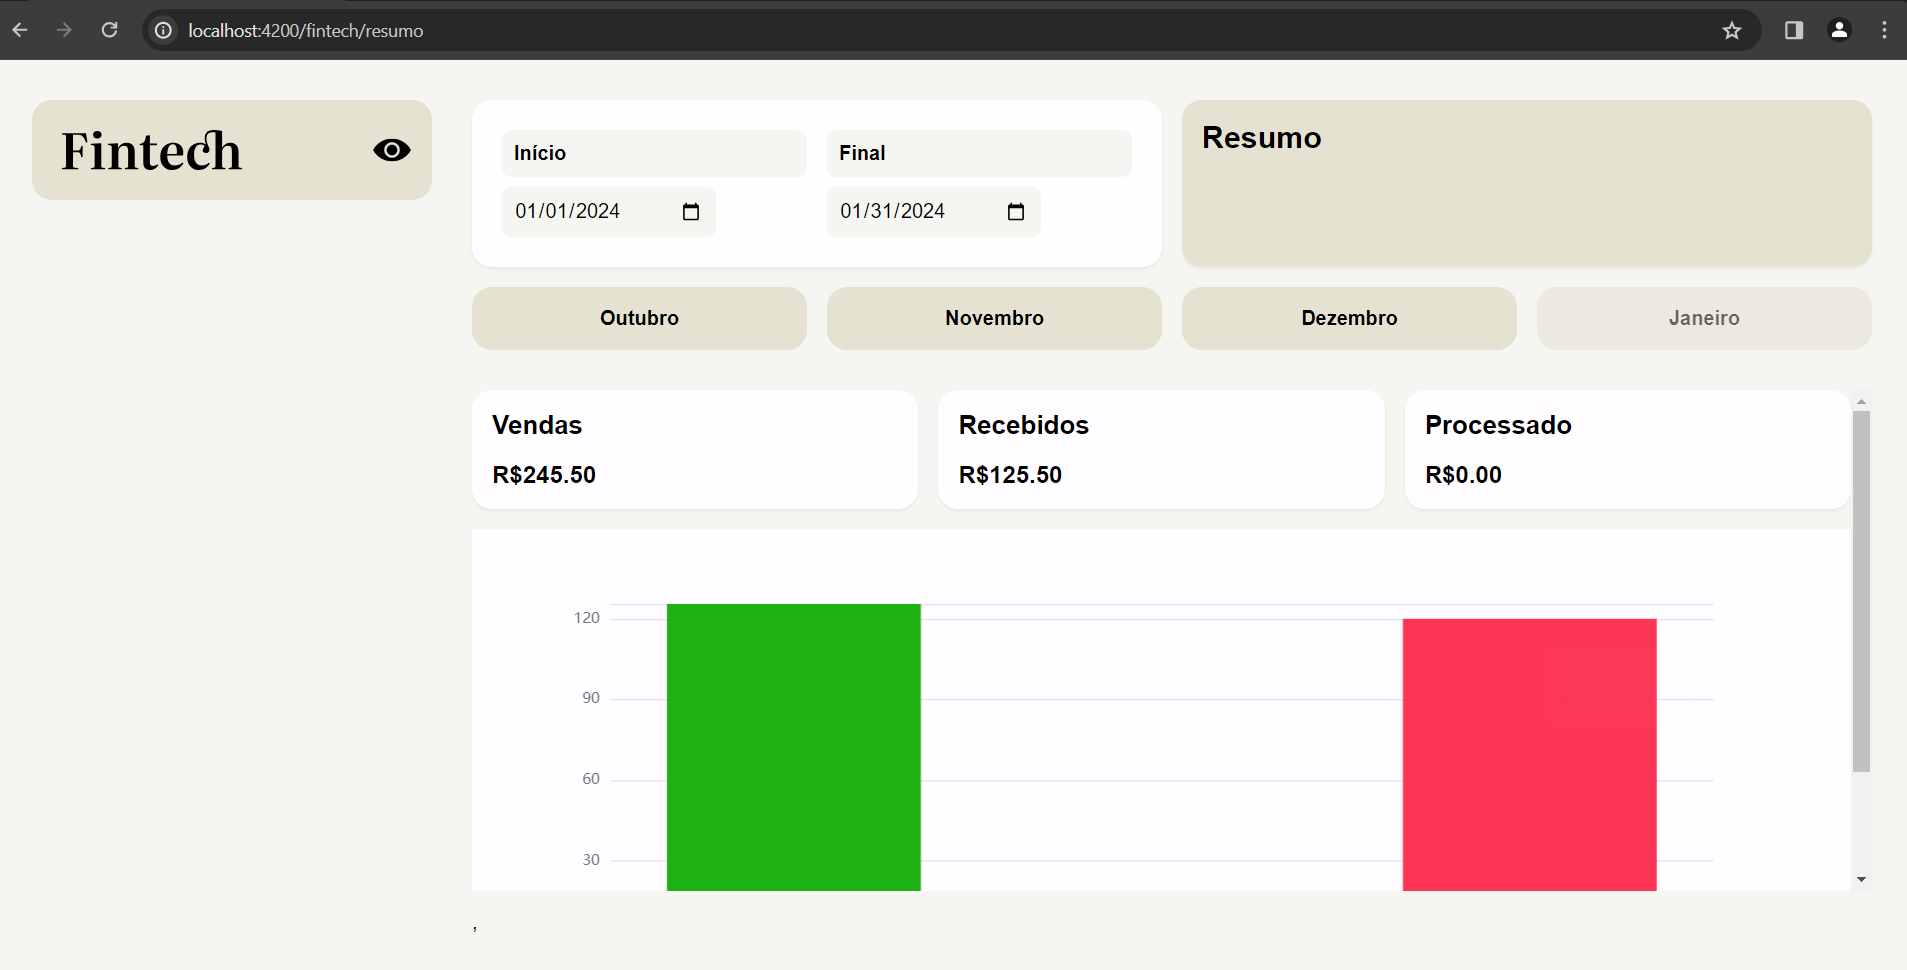 localhost:4200/fintech/resumo
Fintech
Início
Final
01/01/2024
01/31/2024
Resumo
Outubro
Novembro
Dezembro
Janeiro
Vendas
R$245.50
Recebidos
R$125.50
Processado
R$0.00
120
90
60
30
,